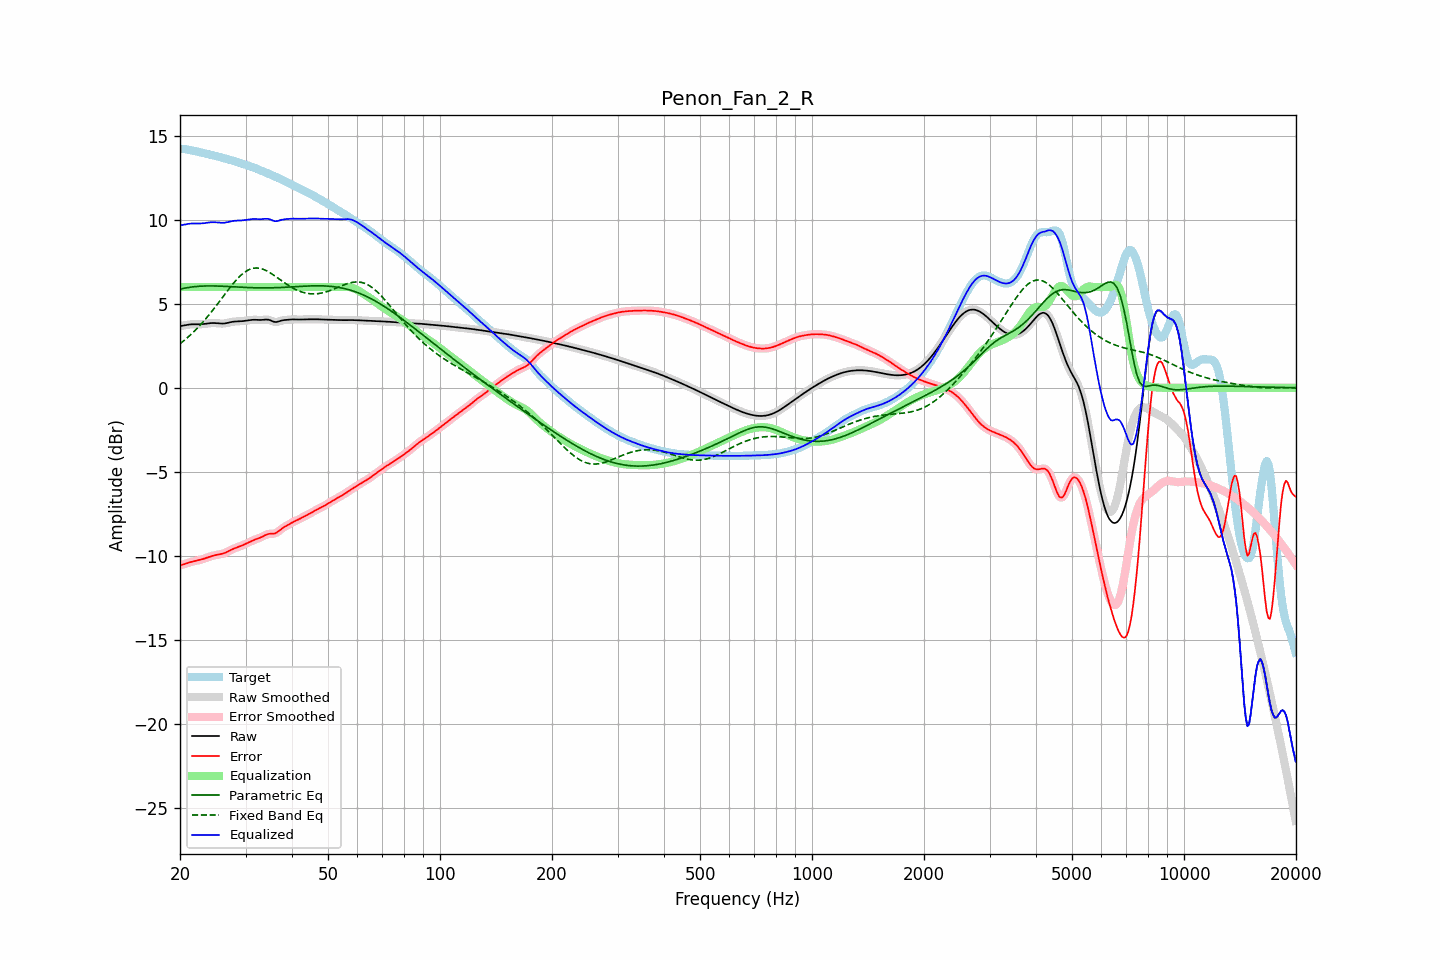 Penon_Fan_2_R
15
10
5
0
−5
−10
−15
−20
−25
Amplitude (dBr)
Target
Raw Smoothed
Error Smoothed
Raw
Error
Equalization
Parametric Eq
Fixed Band Eq
Equalized
20 50 100 200 500 1000 2000 5000 10000 20000
Frequency (Hz)